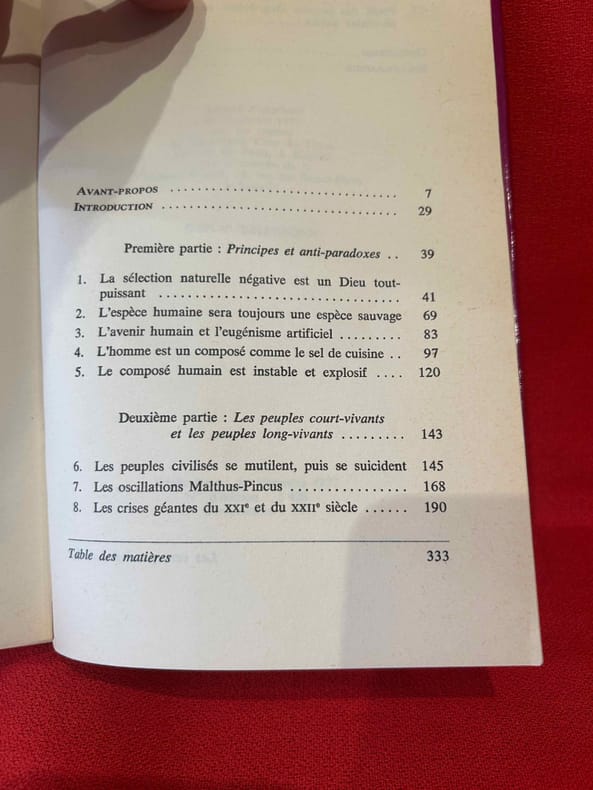 AVANT-PROPOS ................................ 7
INTRODUCTION ................................. 29
Première partie : Principes et anti-paradoxes .. 39
1. La sélection naturelle négative est un Dieu tout-
puissant .................................. 41
2. L'espèce humaine sera toujours une espèce sauvage 69
3. L'avenir humain et l'eugénisme artificiel ......... 83
4. L'homme est un composé comme le sel de cuisine .. 97
5. Le composé humain est instable et explosif .... 120
Deuxième partie : Les peuples court-vivants
et les peuples long-vivants ......... 143
6. Les peuples civilisés se mutilent, puis se suicident 145
7. Les oscillations Malthus-Pincus ................ 168
8. Les crises géantes du XXIe et du XXIIe siècle ...... 190
Table des matières 333